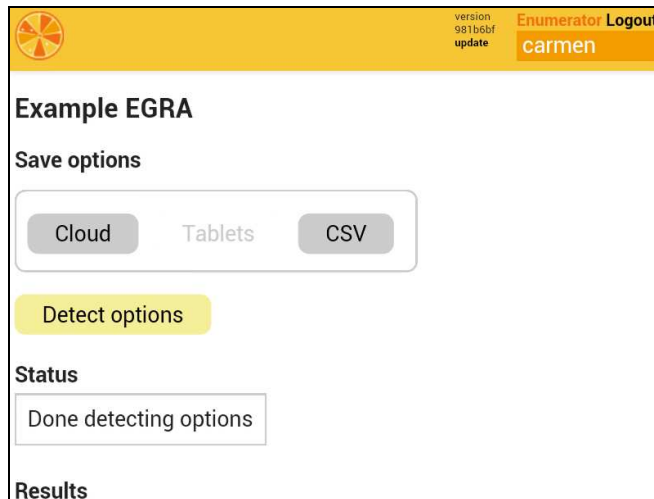 version
981b6bf
update
Enumerator Logout
carmen
Example EGRA
Save options
Cloud Tablets CSV
Detect options
Status
Done detecting options
Results